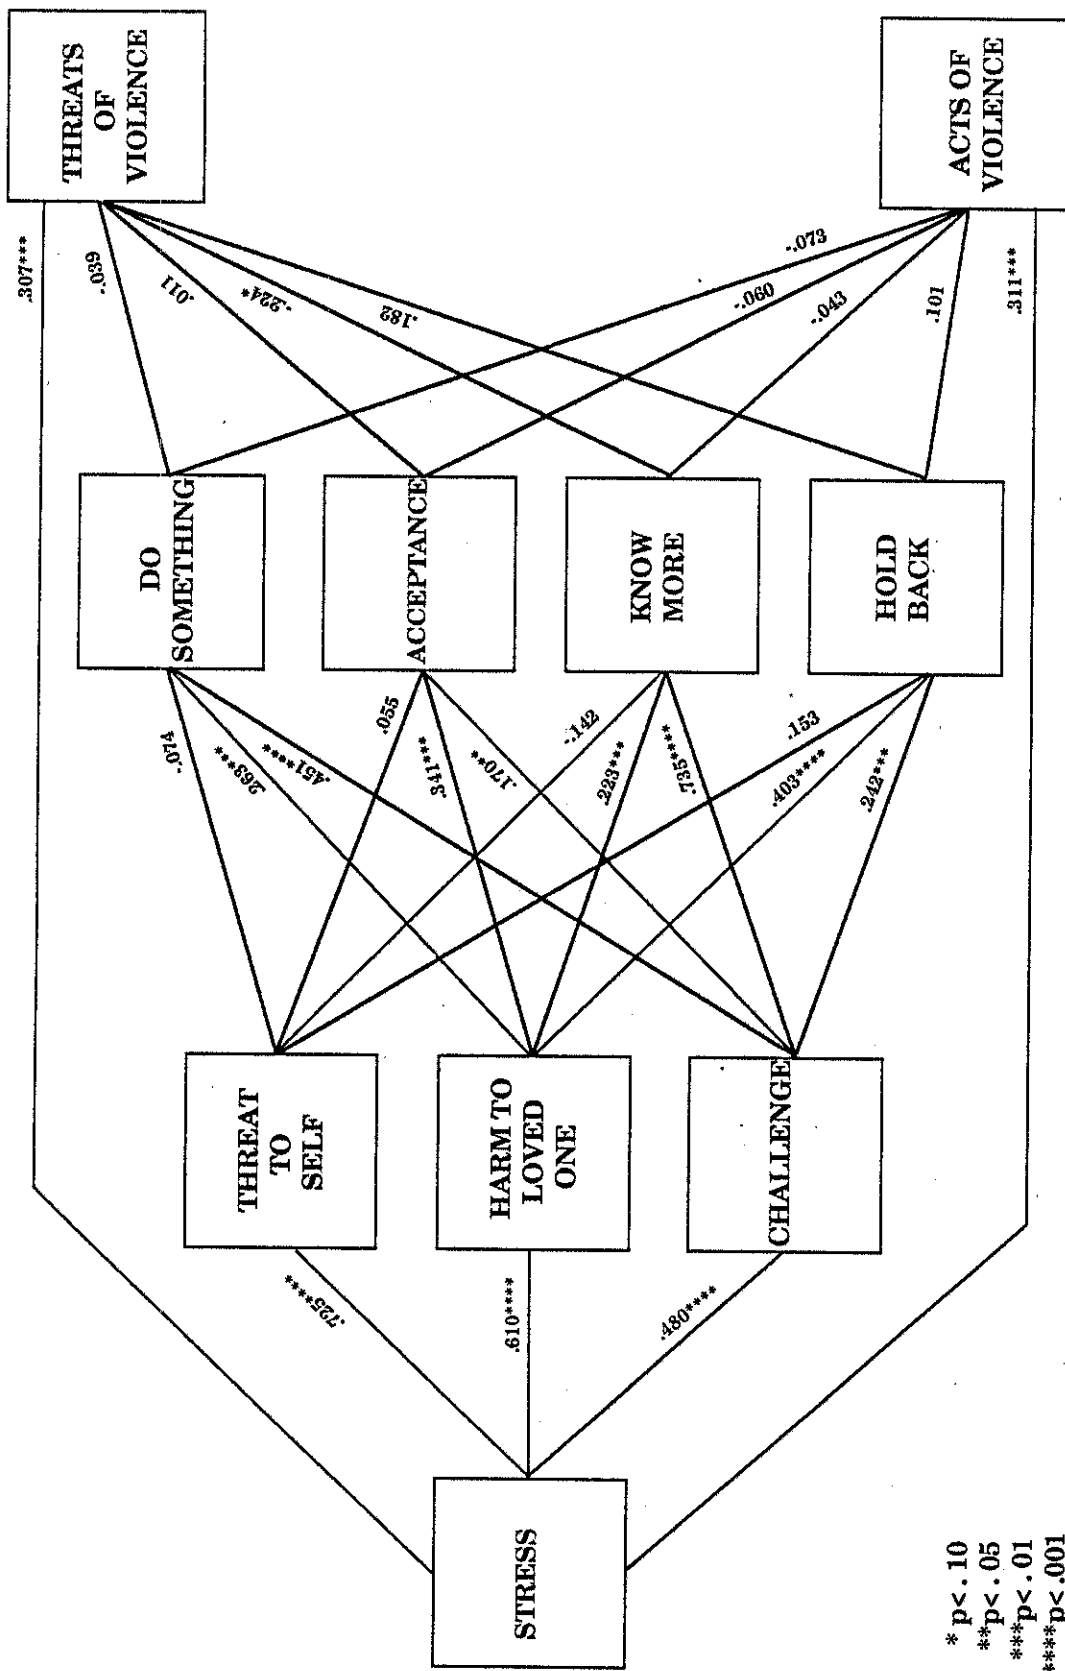 THREATS
OF
VIOLENCE
ACTS OF
VIOLENCE
.307***
-.039
.011
-.224*
.182
-.073
-.060
-.043
.101
.311***
DO
SOMETHING
ACCEPTANCE
KNOW
MORE
HOLD
BACK
-.074
.263***
.451****
.055
.341***
.170**
-.142
.223***
.735****
.153
.403****
.242***
THREAT
TO
SELF
HARM TO
LOVED
ONE
CHALLENGE
.725****
.610****
.480****
STRESS
*p<.10
**p<.05
***p<.01
****p<.001